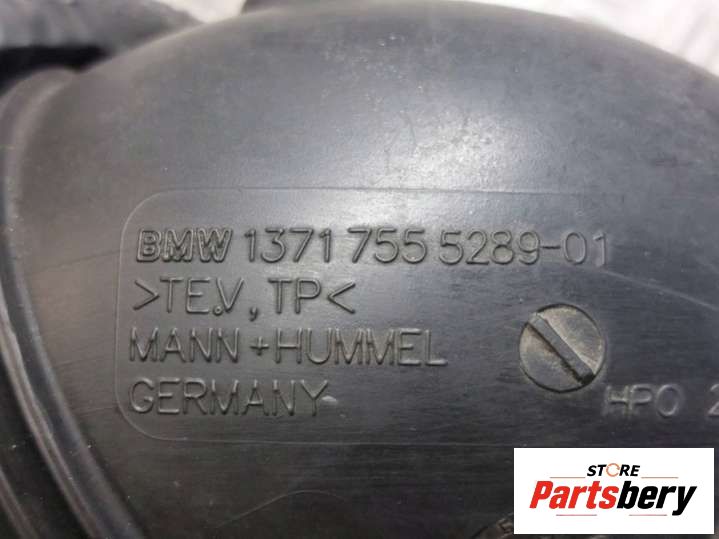 BMW 1371 755 5289-01
>TE.V, TP<
MANN+HUMMEL
GERMANY
HPO 2
STORE
Partsbery